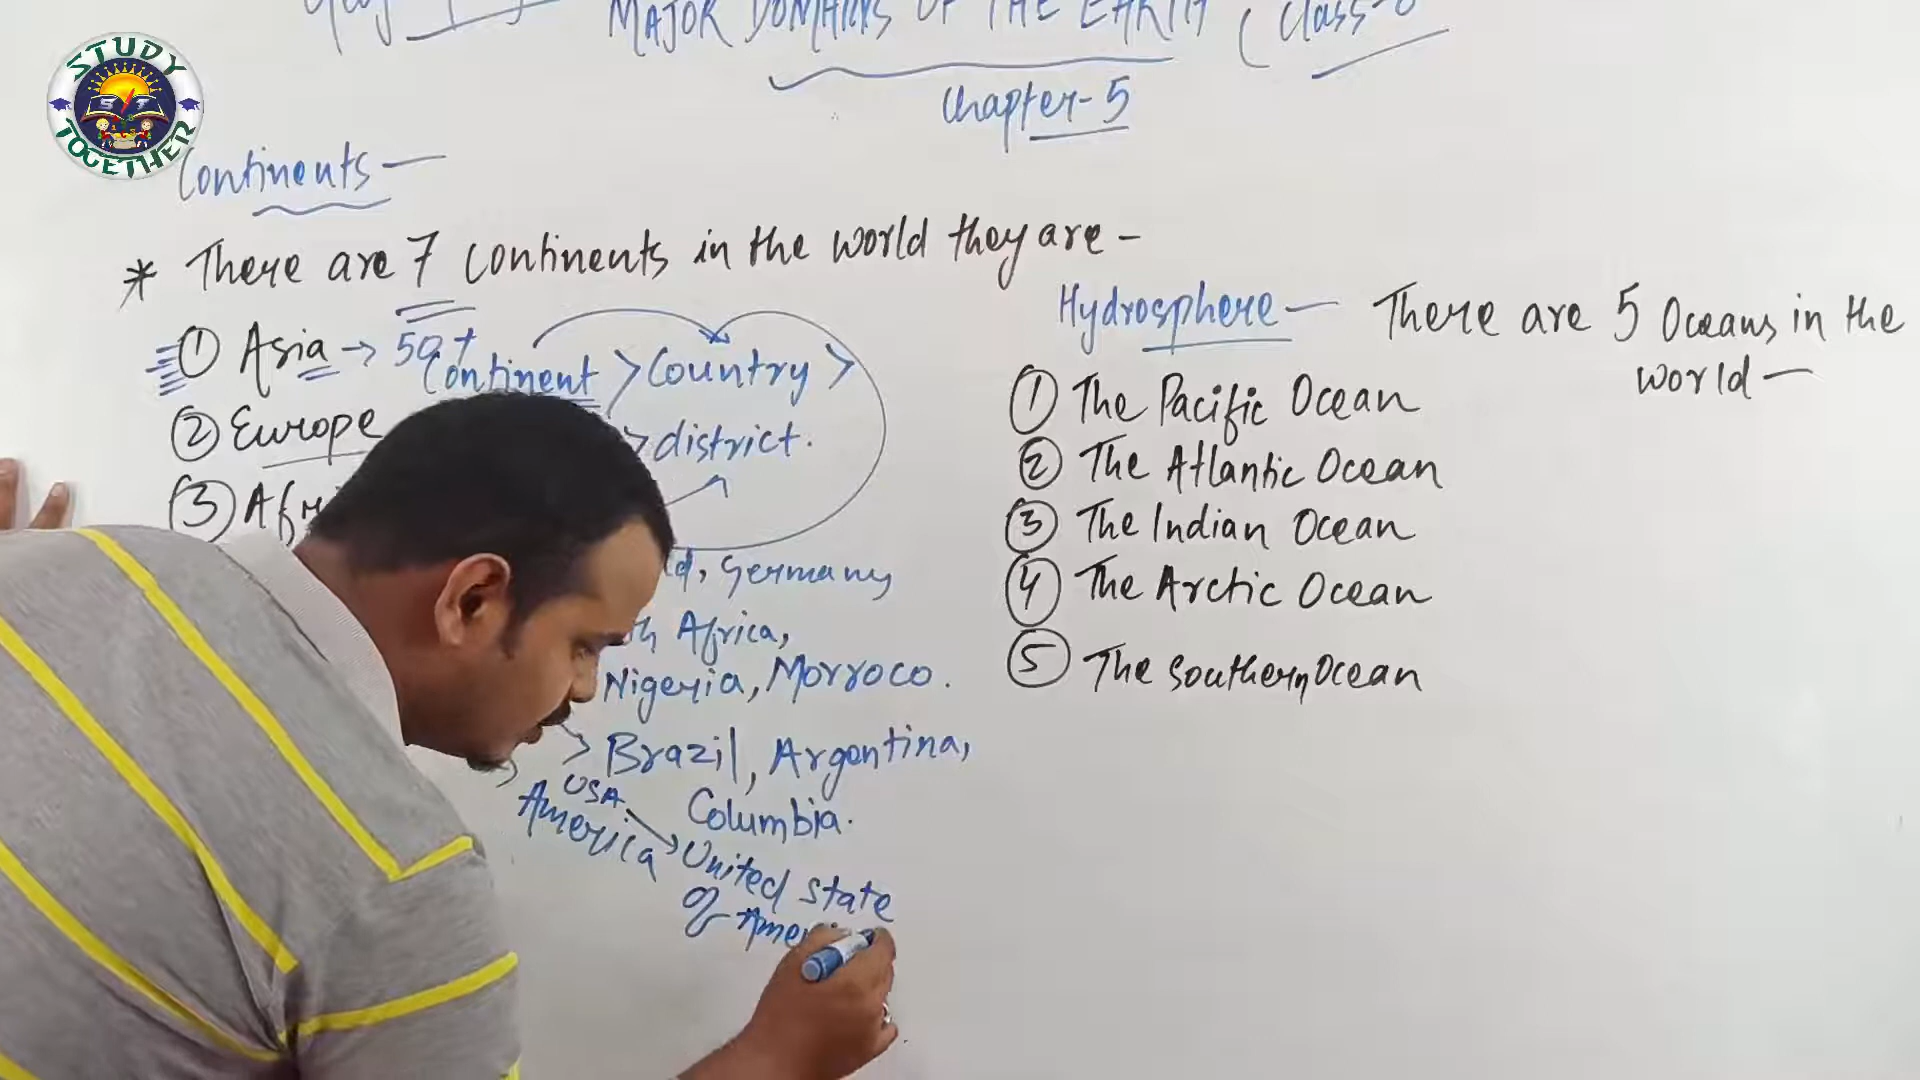 MAJOR DOMAINS OF THE EARTH (Class-6
Chapter-5
STUDY
ST
TOGETHER
Continents -
* There are 7 continents in the world they are -
① Asia → 50+
Continent > Country >
> district.
② Europe
③ Afri
Germany
Africa,
Nigeria, Morroco.
> Brazil, Argentina,
Columbia.
USA
America → United State
of Ameri
Hydrosphere - There are 5 Oceans in the
world -
① The Pacific Ocean
② The Atlantic Ocean
③ The Indian Ocean
④ The Arctic Ocean
⑤ The Southern Ocean